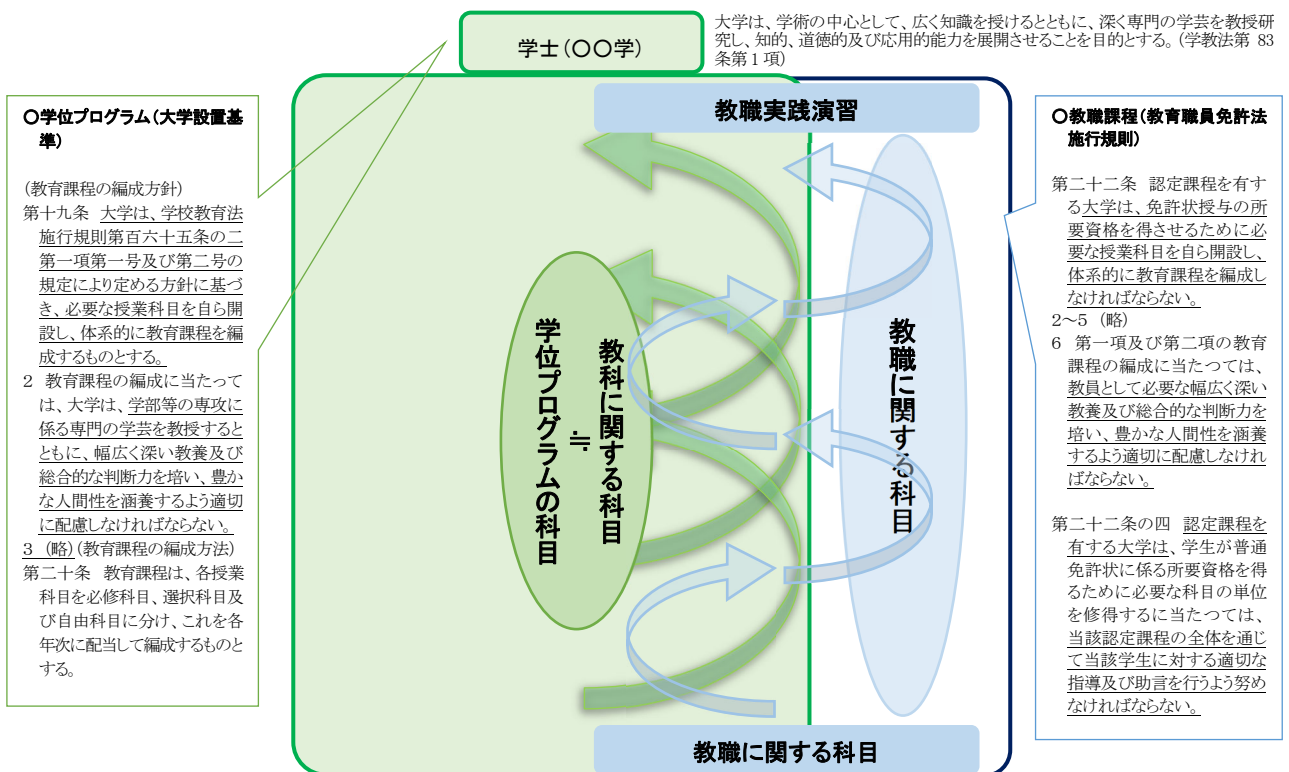 学士(〇〇学)
大学は、学術の中心として、広く知識を授けるとともに、深く専門の学芸を教授研
究し、知的、道徳的及び応用的能力を展開させることを目的とする。(学教法第 83
条第1項)
〇学位プログラム(大学設置基
準)
(教育課程の編成方針)
第十九条 大学は、学校教育法
施行規則第百六十五条の二
第一項第一号及び第二号の
規定により定める方針に基づ
き、必要な授業科目を自ら開
設し、体系的に教育課程を編
成するものとする。
2 教育課程の編成に当たって
は、大学は、学部等の専攻に
係る専門の学芸を教授すると
ともに、幅広く深い教養及び
総合的な判断力を培い、豊か
な人間性を涵養するよう適切
に配慮しなければならない。
3 (略)(教育課程の編成方法)
第二十条 教育課程は、各授業
科目を必修科目、選択科目及
び自由科目に分け、これを各
年次に配当して編成するものと
する。
教職実践演習
教科に関する科目
≒
学位プログラムの科目
教職に関する科目
教職に関する科目
〇教職課程(教育職員免許法
施行規則)
第二十二条 認定課程を有す
る大学は、免許状授与の所
要資格を得させるために必
要な授業科目を自ら開設し、
体系的に教育課程を編成し
なければならない。
2~5 (略)
6 第一項及び第二項の教育
課程の編成に当たつては、
教員として必要な幅広く深い
教養及び総合的な判断力を
培い、豊かな人間性を涵養
するよう適切に配慮しなけれ
ばならない。
第二十二条の四 認定課程を
有する大学は、学生が普通
免許状に係る所要資格を得
るために必要な科目の単位
を修得するに当たつては、
当該認定課程の全体を通じ
て当該学生に対する適切な
指導及び助言を行うよう努め
なければならない。